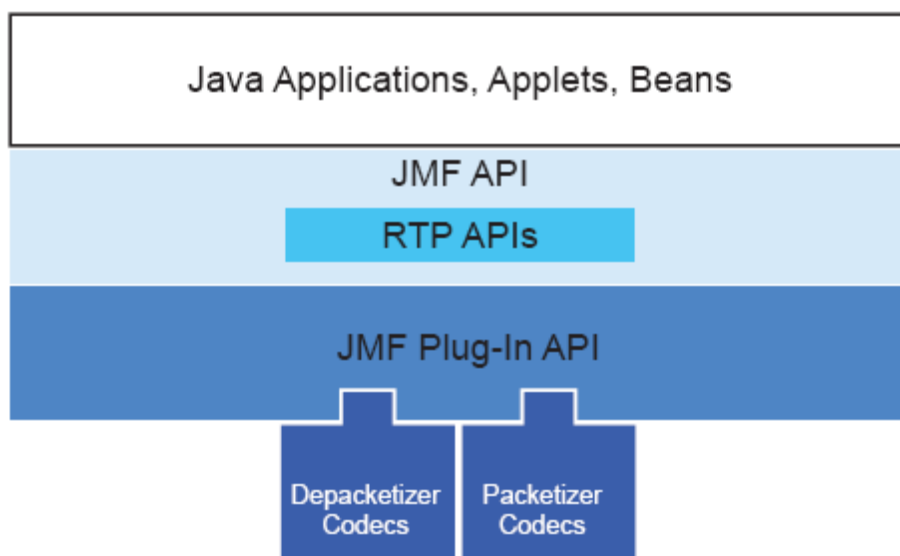 Java Applications, Applets, Beans
JMF API
RTP APIs
JMF Plug-In API
Depacketizer
Codecs
Packetizer
Codecs